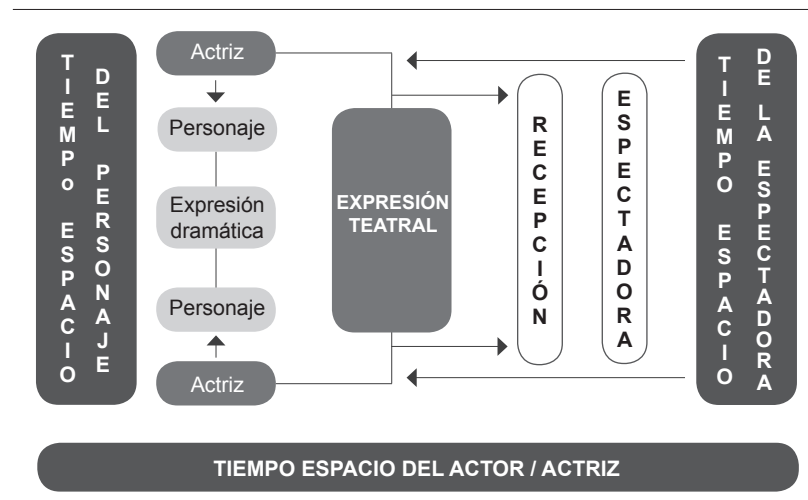 TIEMPo ESPACIO
DEL PERSONAJE
Actriz
Personaje
Expresión
dramática
Personaje
Actriz
EXPRESIÓN
TEATRAL
RECEPCIÓN
ESPECTADORA
TIEMPO ESPACIO
DE LA ESPECTADORA
TIEMPO ESPACIO DEL ACTOR / ACTRIZ